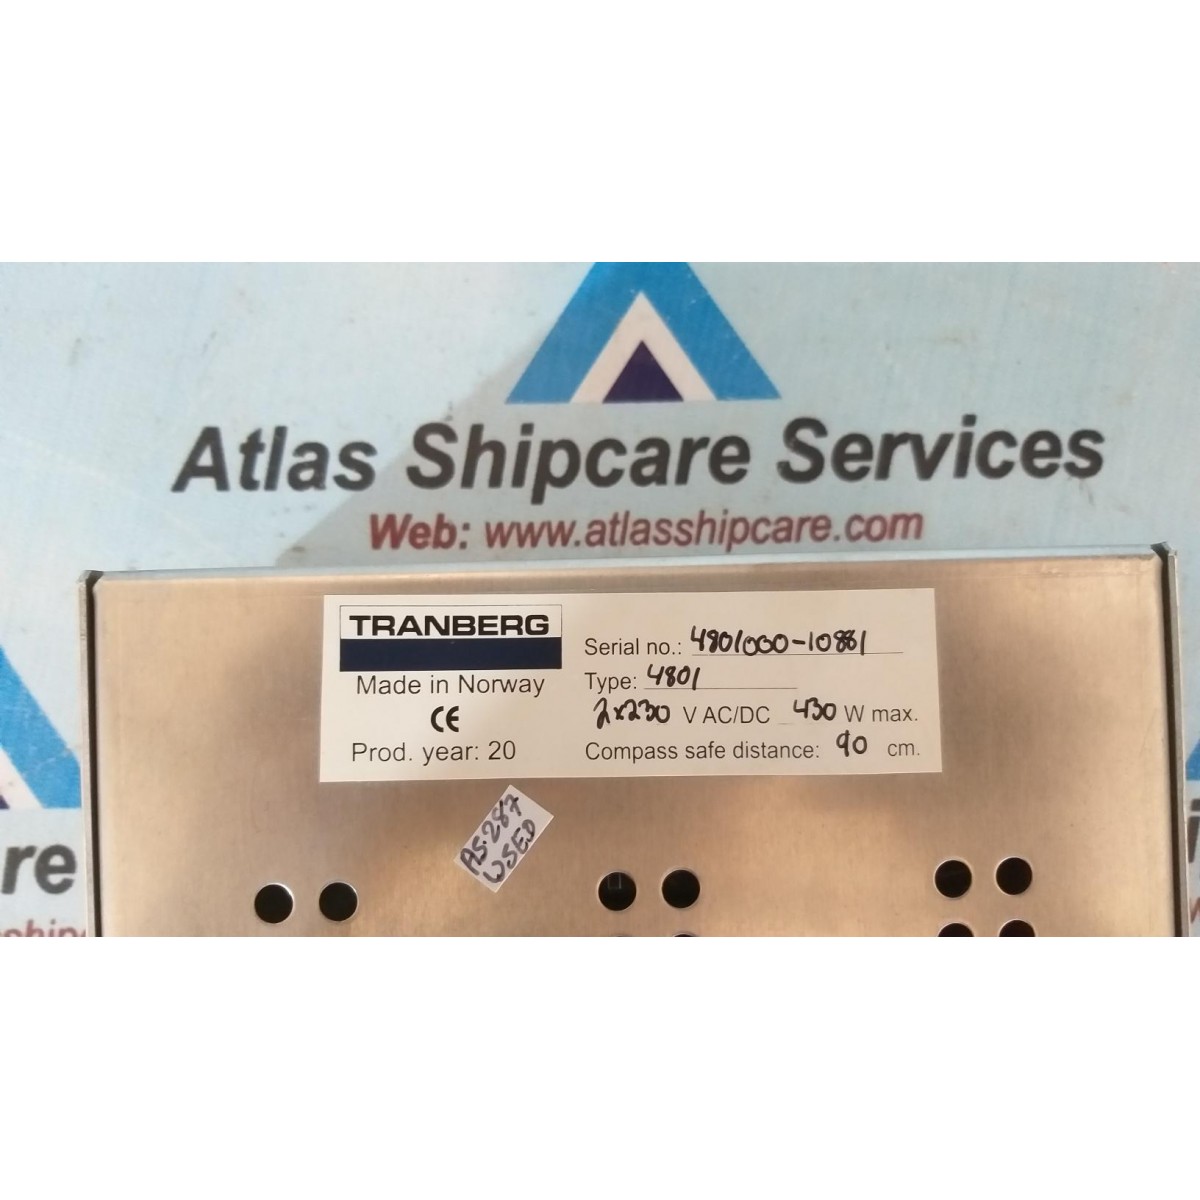 Atlas Shipcare Services
Web: www.atlasshipcare.com
TRANBERG
Made in Norway
CE
Prod. year: 20
Serial no.: 4801000-10881
Type: 4801
2x230 V AC/DC 430 W max.
Compass safe distance: 90 cm.
AS-287
USED
re